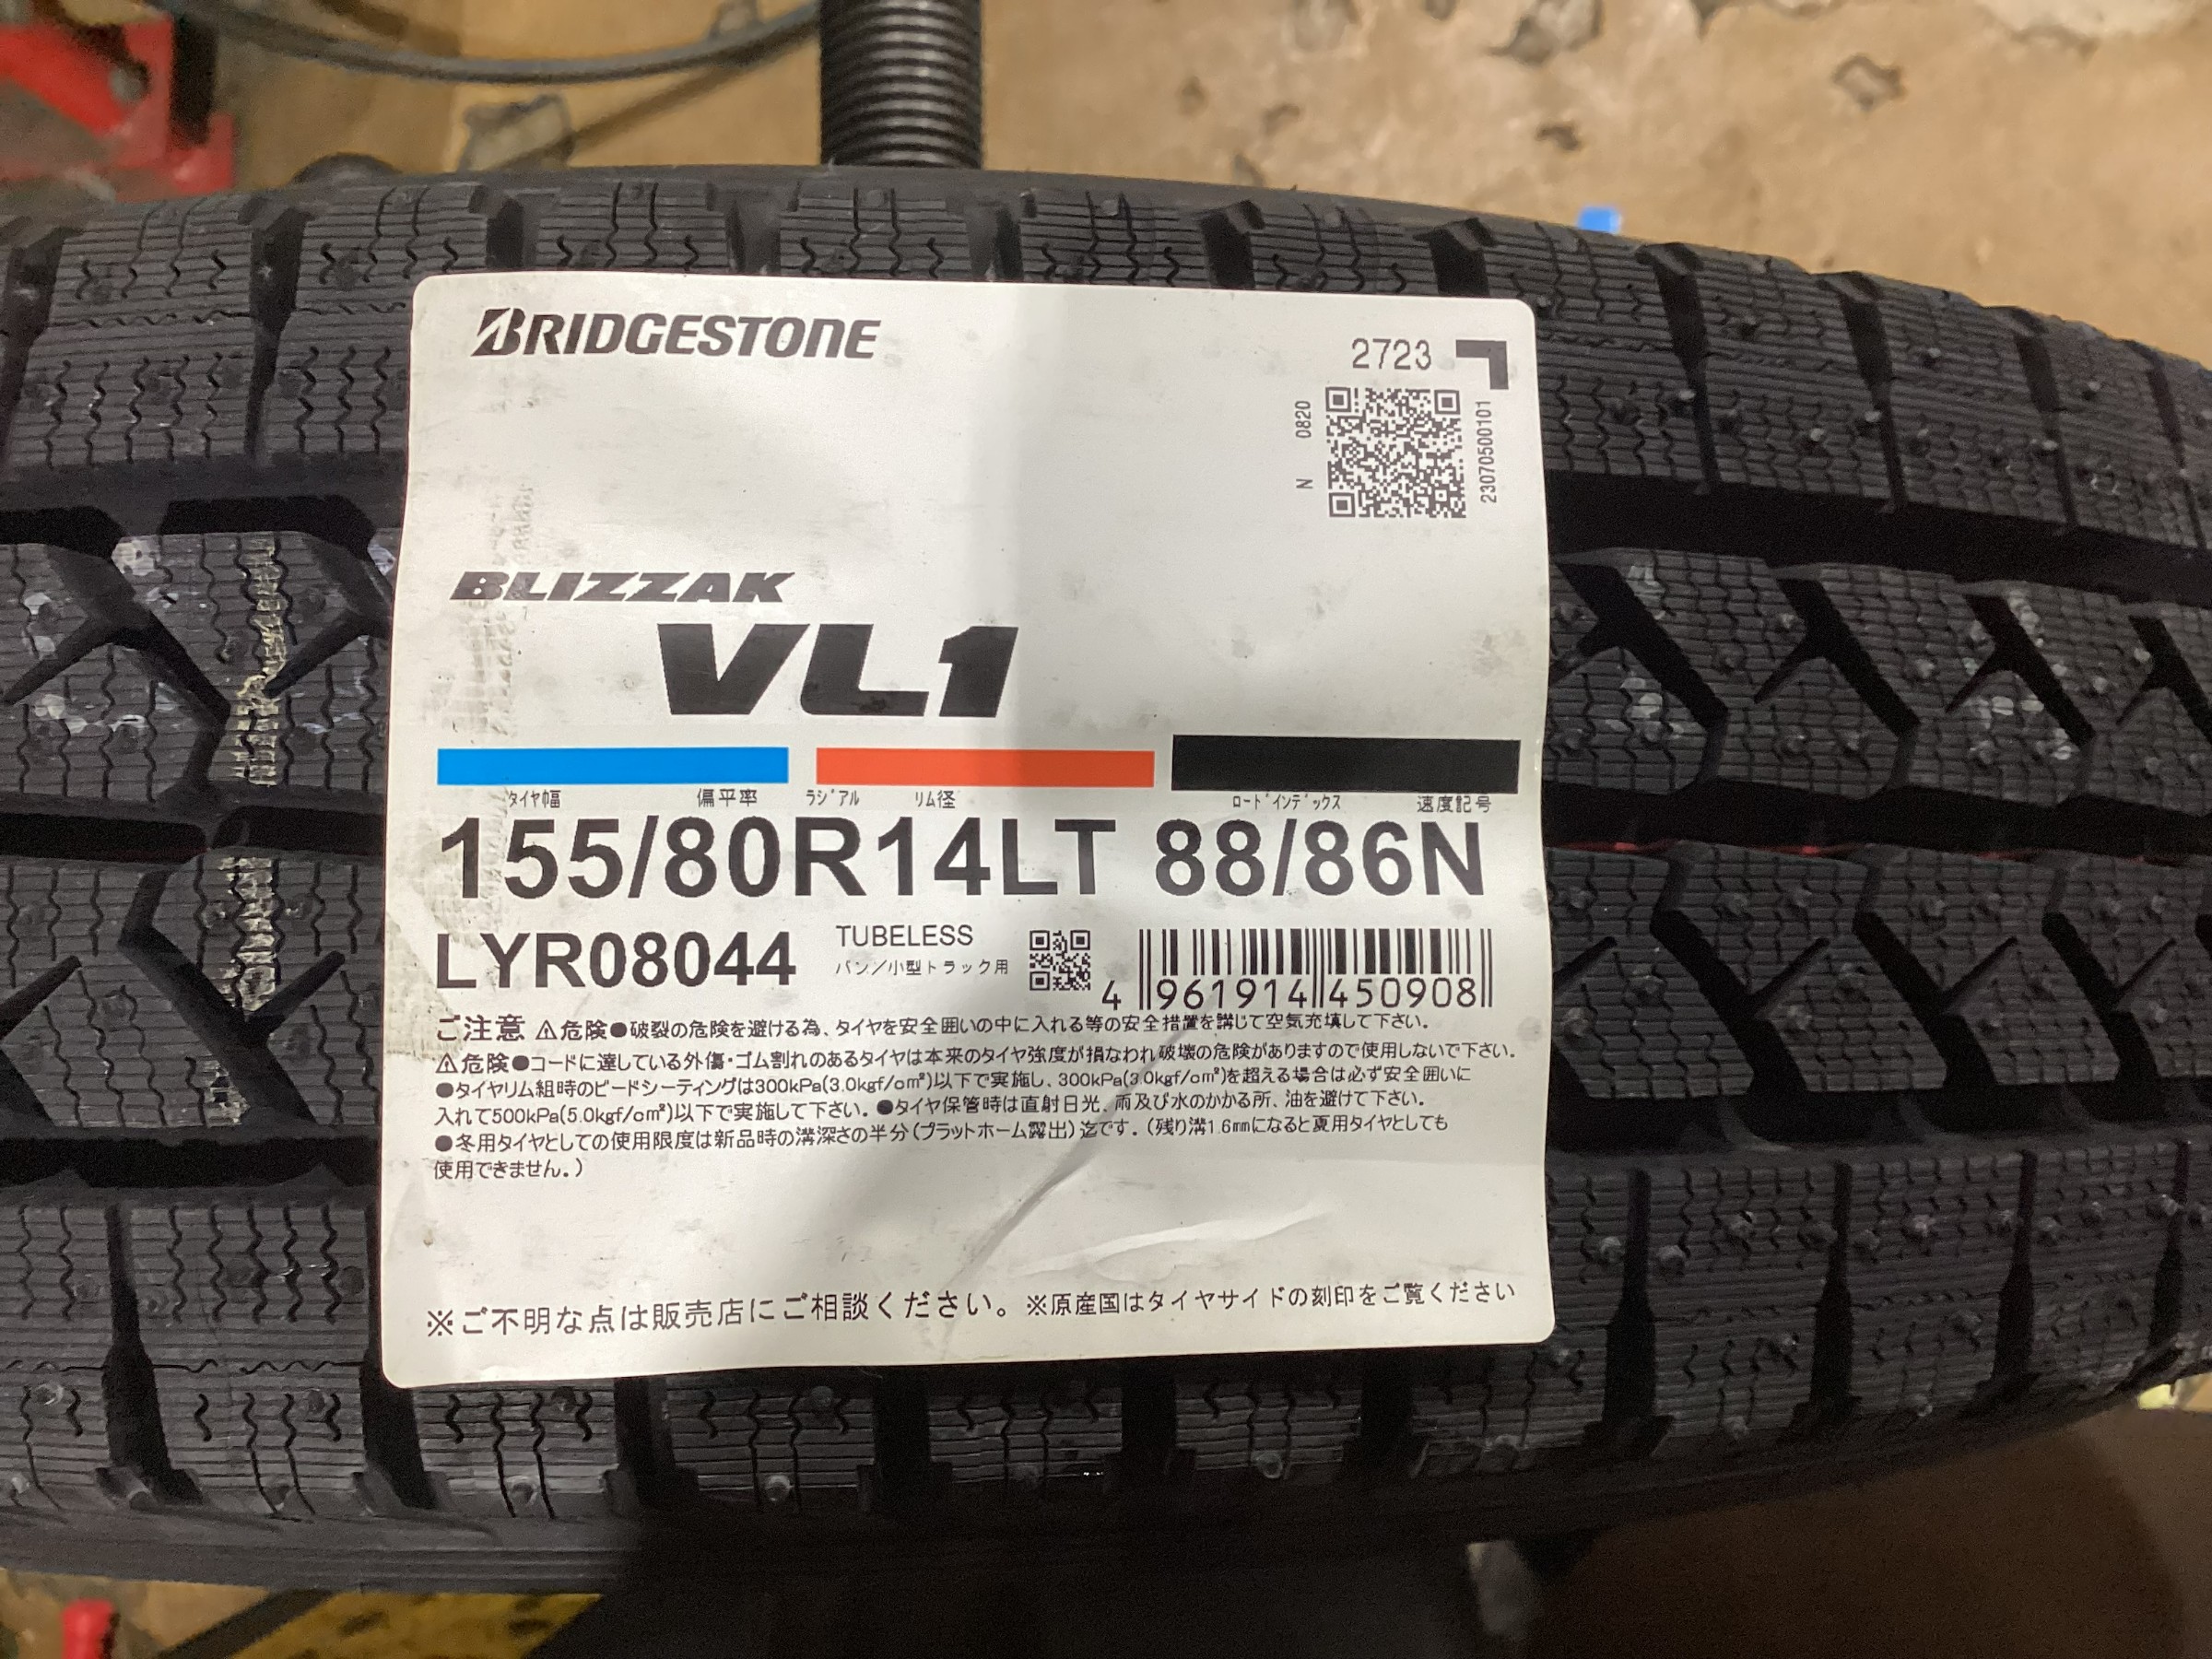 BRIDGESTONE
2723
N 0820
23070500101
BLIZZAK
VL1
タイヤ幅 偏平率 ラジアル リム径 ロードインデックス 速度記号
155/80R14LT 88/86N
LYR08044
TUBELESS
バン/小型トラック用
4 961914 450908
ご注意 ⚠危険●破裂の危険を避ける為、タイヤを安全囲いの中に入れる等の安全措置を講じて空気充填して下さい。
⚠危険●コードに達している外傷・ゴム割れのあるタイヤは本来のタイヤ強度が損なわれ破壊の危険がありますので使用しないで下さい。
●タイヤリム組時のビードシーティングは300kPa(3.0kgf/cm²)以下で実施し、300kPa(3.0kgf/cm²)を超える場合は必ず安全囲いに
入れて500kPa(5.0kgf/cm²)以下で実施して下さい。●タイヤ保管時は直射日光、雨及び水のかかる所、油を避けて下さい。
●冬用タイヤとしての使用限度は新品時の溝深さの半分(プラットホーム露出)迄です。(残り溝1.6mmになると夏用タイヤとしても
使用できません。)
※ご不明な点は販売店にご相談ください。※原産国はタイヤサイドの刻印をご覧ください